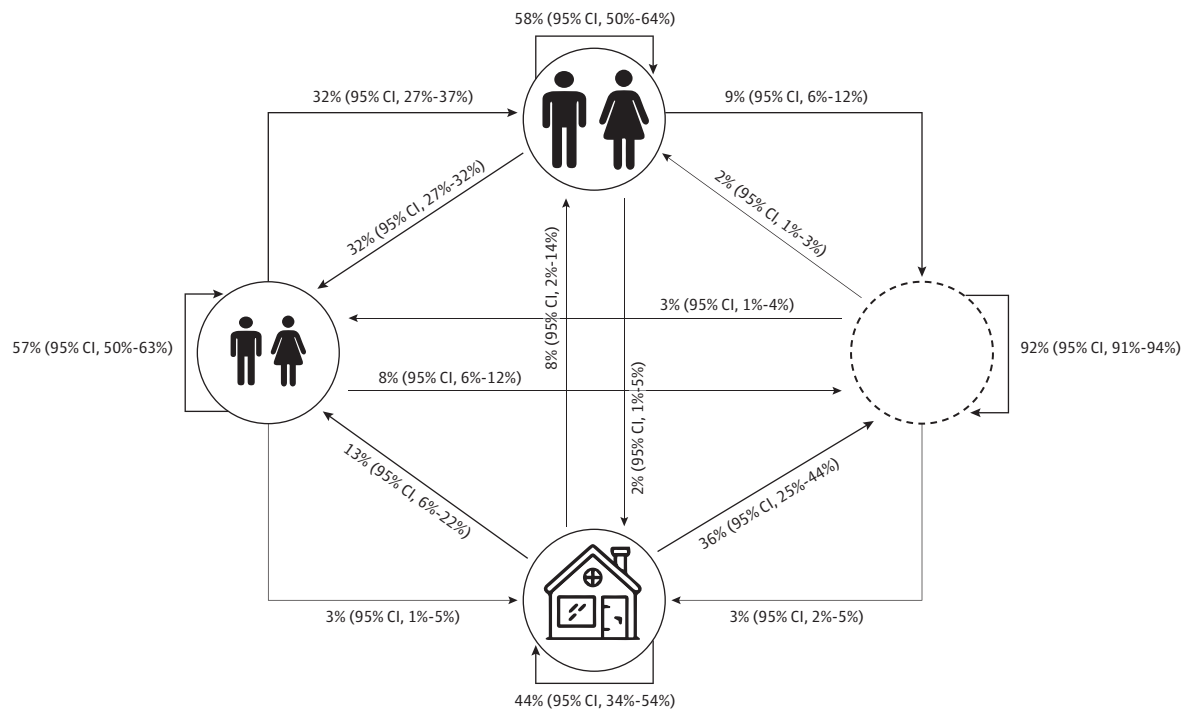 58% (95% CI, 50%-64%)
32% (95% CI, 27%-37%)
9% (95% CI, 6%-12%)
32% (95% CI, 27%-32%)
2% (95% CI, 1%-3%)
8% (95% CI, 2%-14%)
3% (95% CI, 1%-4%)
57% (95% CI, 50%-63%)
92% (95% CI, 91%-94%)
8% (95% CI, 6%-12%)
2% (95% CI, 1%-5%)
13% (95% CI, 6%-22%)
36% (95% CI, 25%-44%)
3% (95% CI, 1%-5%)
3% (95% CI, 2%-5%)
44% (95% CI, 34%-54%)